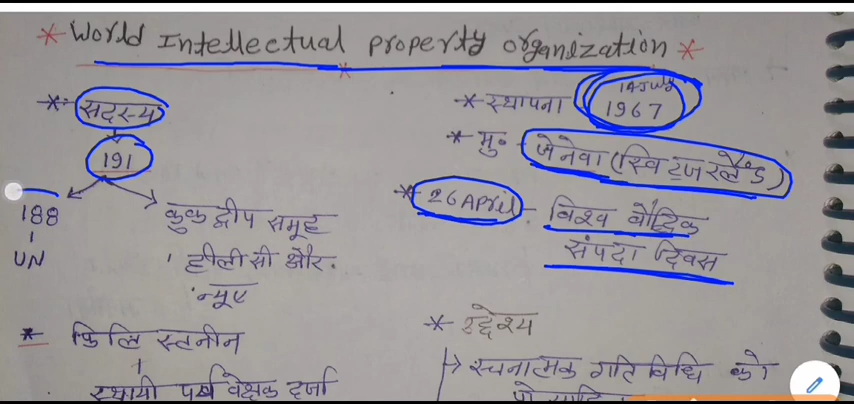 * World Intellectual property organization *
* सदस्य
191
188
UN
कुक द्वीप समूह
हीलीसी और
न्यूए
* फिलिस्तनीन
स्थायी पर्यवेक्षक दर्जा
* स्थापना 14 July
1967
* मु० - जेनेवा (स्विटजरलैंड)
* 26 April - विश्व बौद्धिक
संपदा दिवस
* उद्देश्य
→ रचनात्मक गतिविधि को